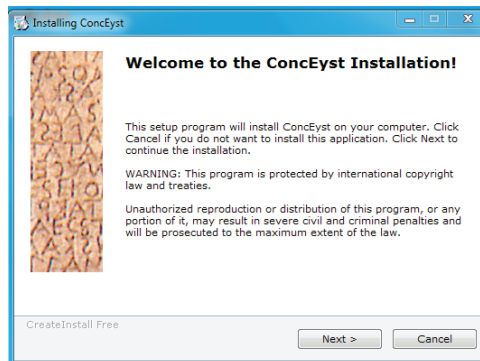 Installing ConcEyst
Welcome to the ConcEyst Installation!
This setup program will install ConcEyst on your computer. Click
Cancel if you do not want to install this application. Click Next to
continue the installation.
WARNING: This program is protected by international copyright
law and treaties.
Unauthorized reproduction or distribution of this program, or any
portion of it, may result in severe civil and criminal penalties and
will be prosecuted to the maximum extent of the law.
CreateInstall Free
Next >
Cancel